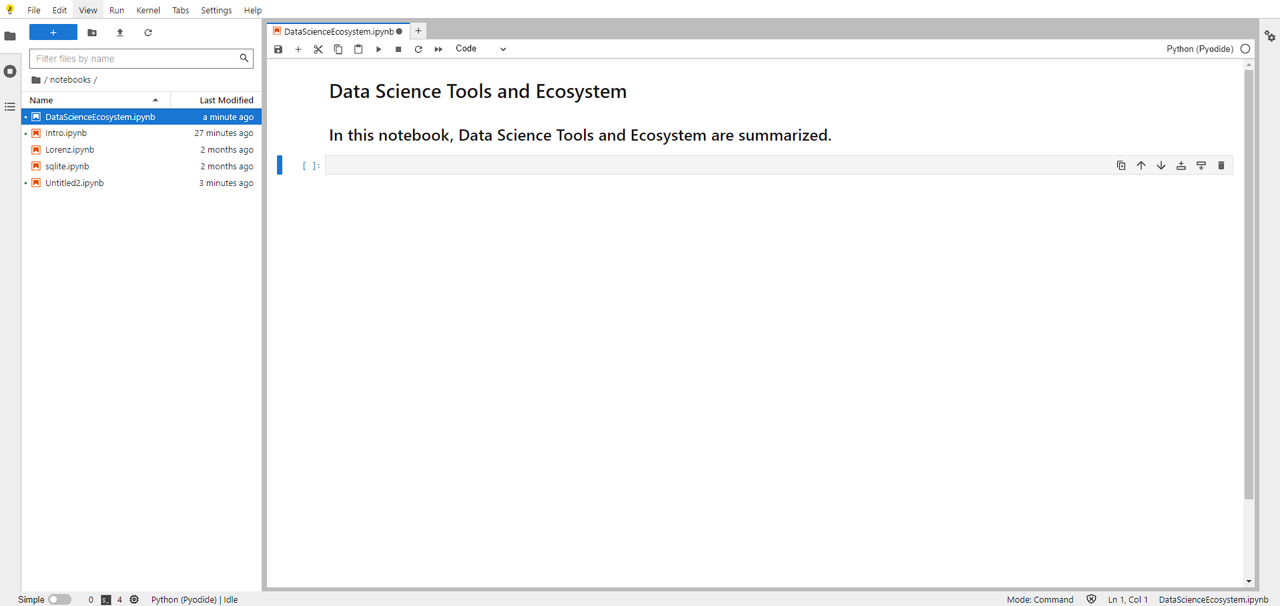 File Edit View Run Kernel Tabs Settings Help
+
Filter files by name
/ notebooks /
Name Last Modified
DataScienceEcosystem.ipynb a minute ago
Intro.ipynb 27 minutes ago
Lorenz.ipynb 2 months ago
sqlite.ipynb 2 months ago
Untitled2.ipynb 3 minutes ago
DataScienceEcosystem.ipynb
+
Code
Python (Pyodide)
Data Science Tools and Ecosystem
In this notebook, Data Science Tools and Ecosystem are summarized.
[ ]:
Simple 0 4 Python (Pyodide) | Idle Mode: Command Ln 1, Col 1 DataScienceEcosystem.ipynb